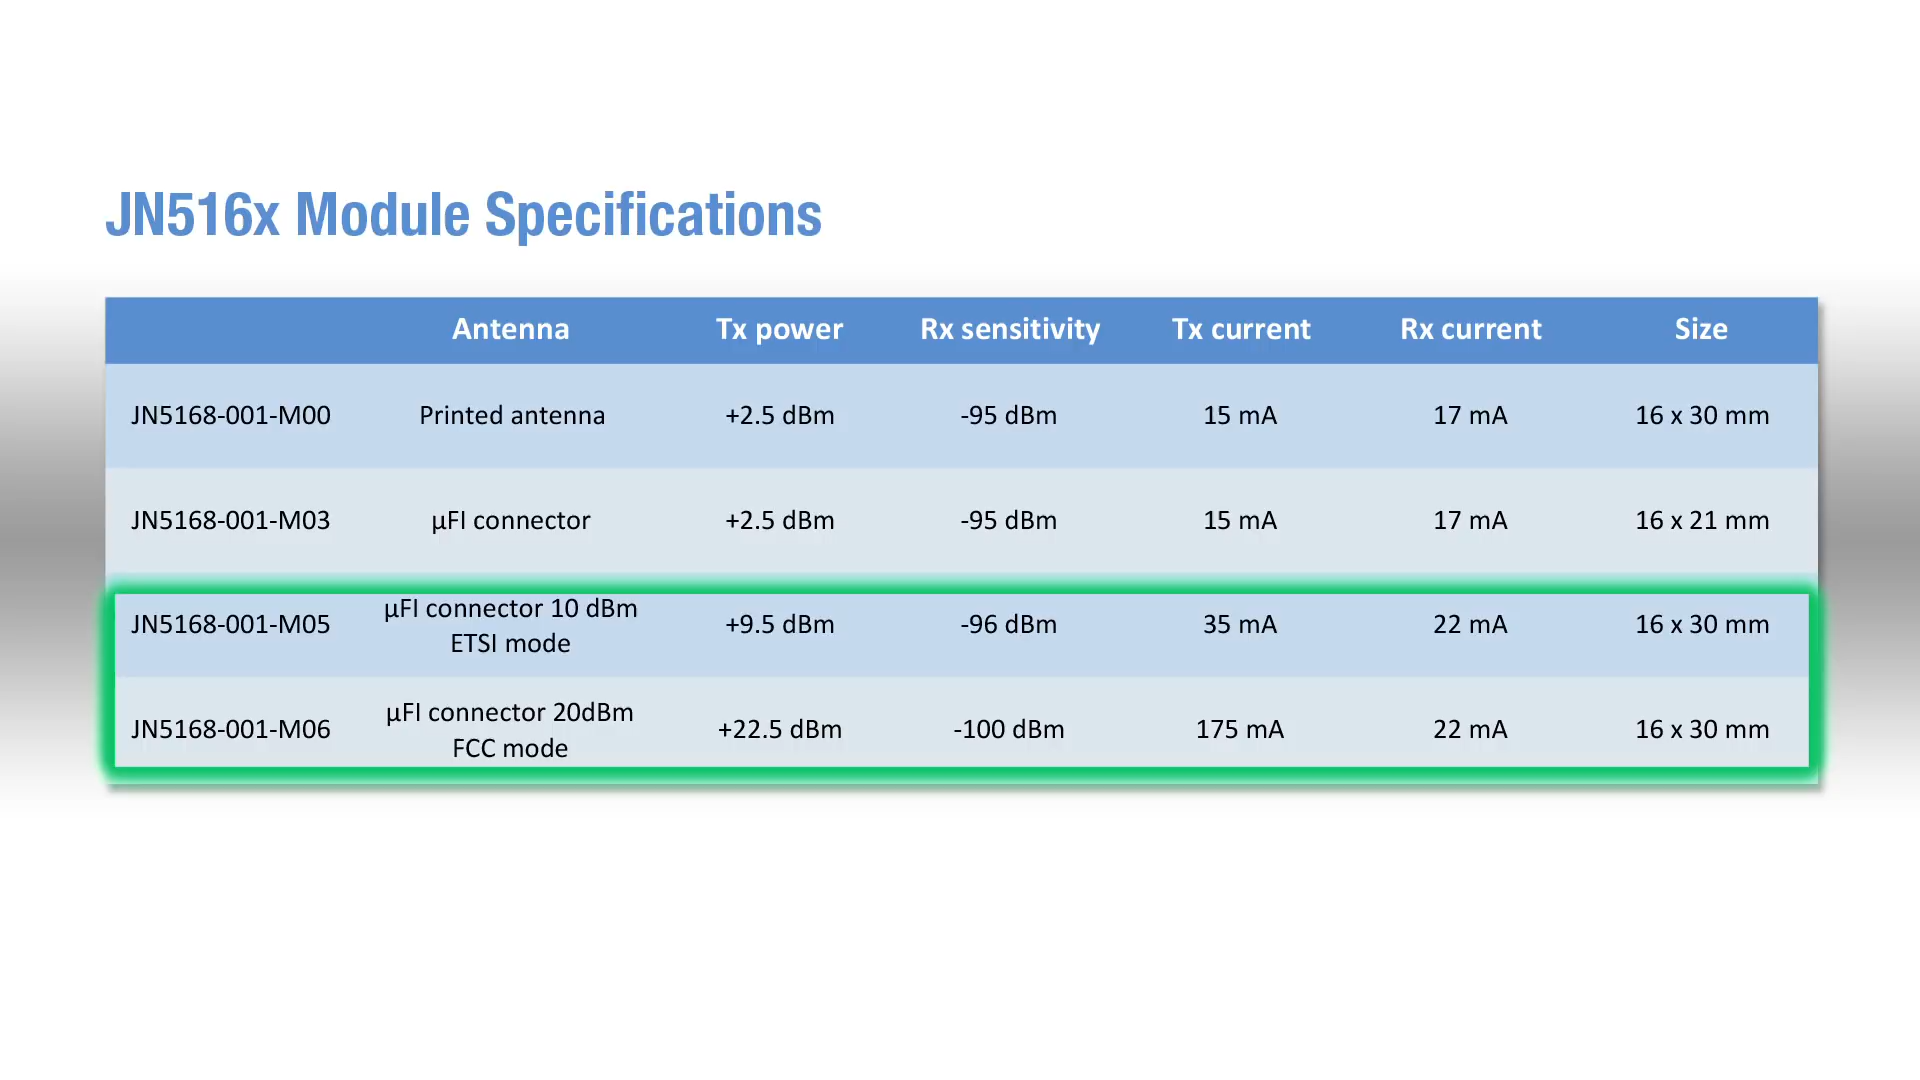 JN516x Module Specifications
Antenna Tx power Rx sensitivity Tx current Rx current Size
JN5168-001-M00 Printed antenna +2.5 dBm -95 dBm 15 mA 17 mA 16 x 30 mm
JN5168-001-M03 µFI connector +2.5 dBm -95 dBm 15 mA 17 mA 16 x 21 mm
JN5168-001-M05 µFI connector 10 dBm ETSI mode +9.5 dBm -96 dBm 35 mA 22 mA 16 x 30 mm
JN5168-001-M06 µFI connector 20dBm FCC mode +22.5 dBm -100 dBm 175 mA 22 mA 16 x 30 mm